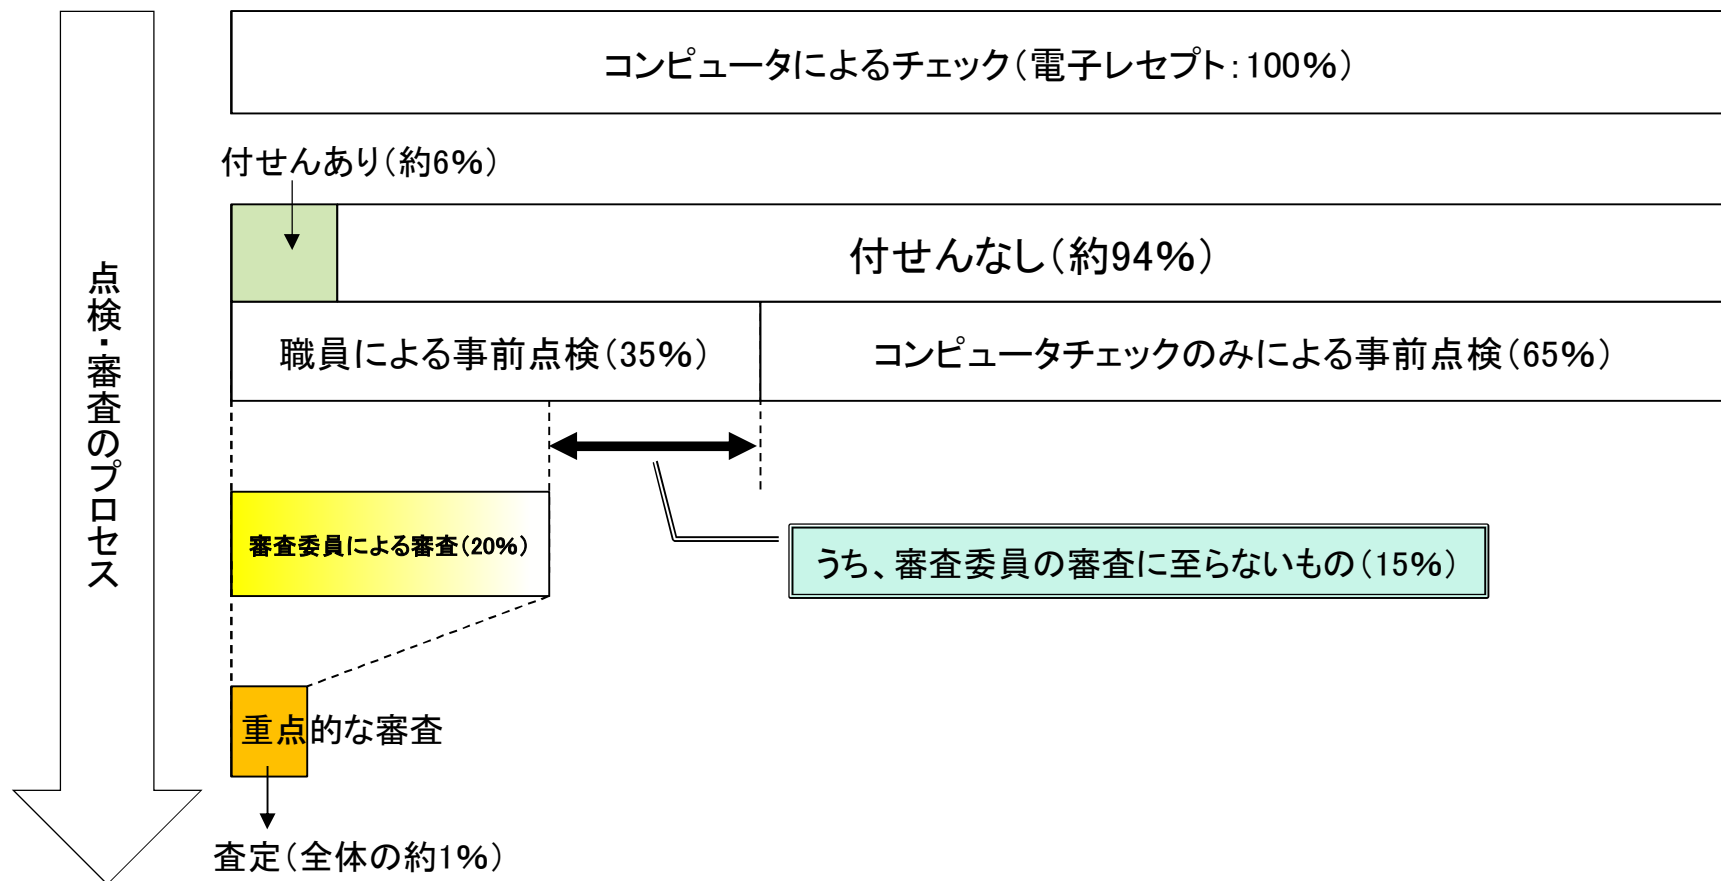 コンピュータによるチェック（電子レセプト：100%）
付せんあり（約6%）
付せんなし（約94%）
職員による事前点検（35%）
コンピュータチェックのみによる事前点検（65%）
点検・審査のプロセス
審査委員による審査（20%）
うち、審査委員の審査に至らないもの（15%）
重点的な審査
査定（全体の約1%）